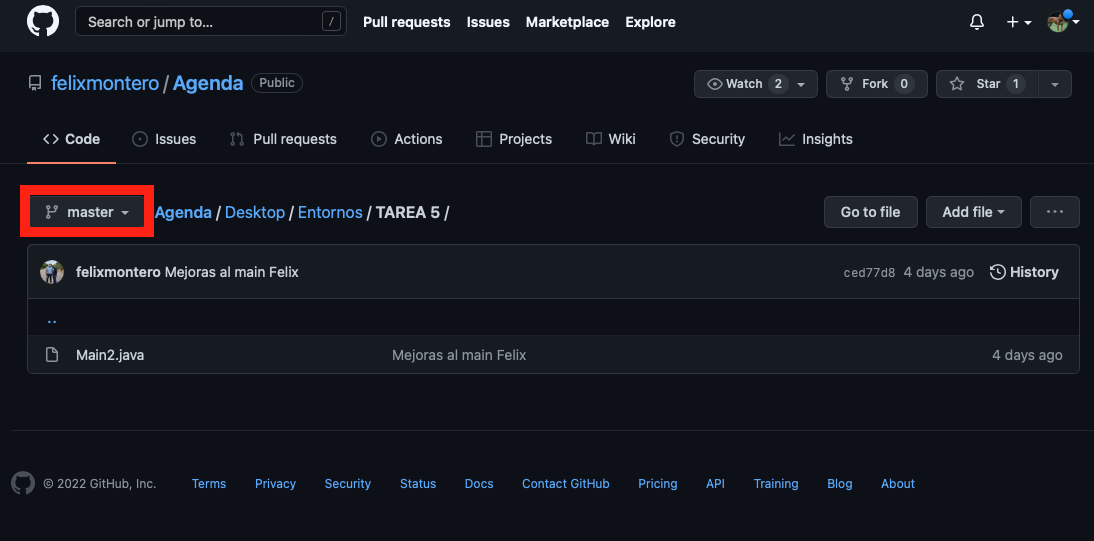 Search or jump to... / Pull requests Issues Marketplace Explore
felixmontero / Agenda Public Watch 2 Fork 0 Star 1
Code Issues Pull requests Actions Projects Wiki Security Insights
master Agenda / Desktop / Entornos / TAREA 5 / Go to file Add file ...
felixmontero Mejoras al main Felix ced77d8 4 days ago History
..
Main2.java Mejoras al main Felix 4 days ago
© 2022 GitHub, Inc. Terms Privacy Security Status Docs Contact GitHub Pricing API Training Blog About